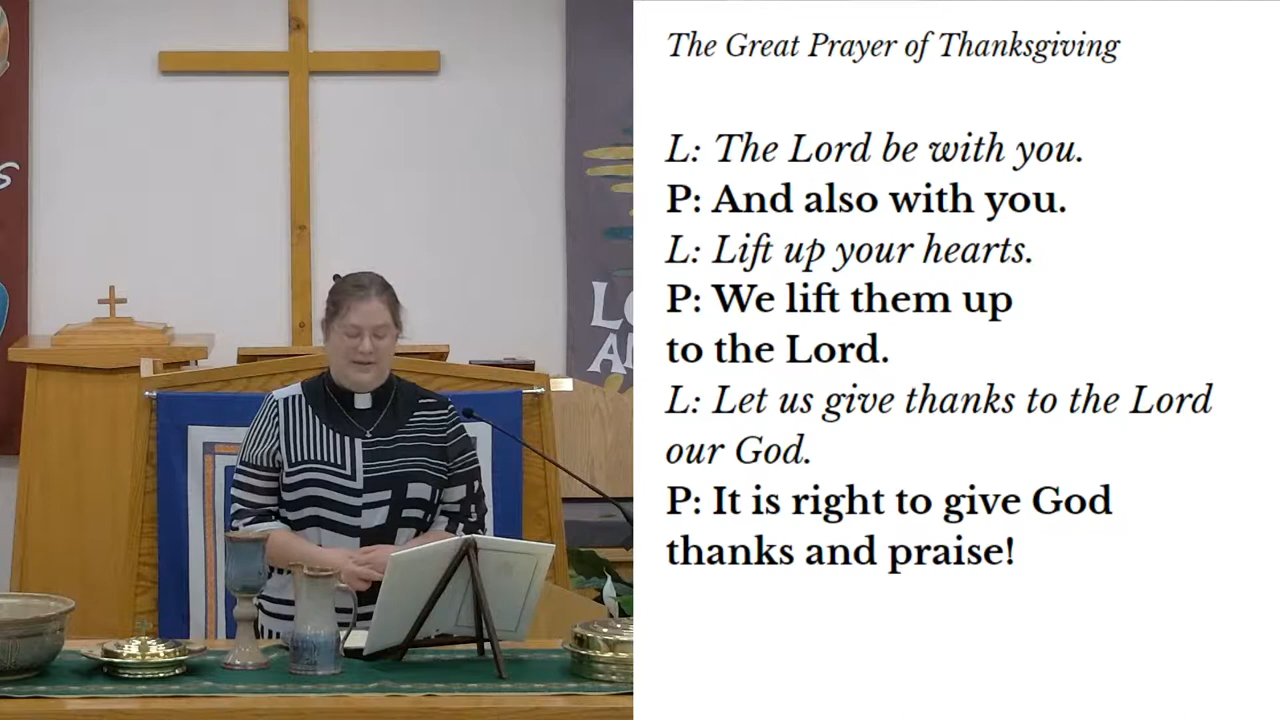 The Great Prayer of Thanksgiving
L: The Lord be with you.
P: And also with you.
L: Lift up your hearts.
P: We lift them up
to the Lord.
L: Let us give thanks to the Lord
our God.
P: It is right to give God
thanks and praise!